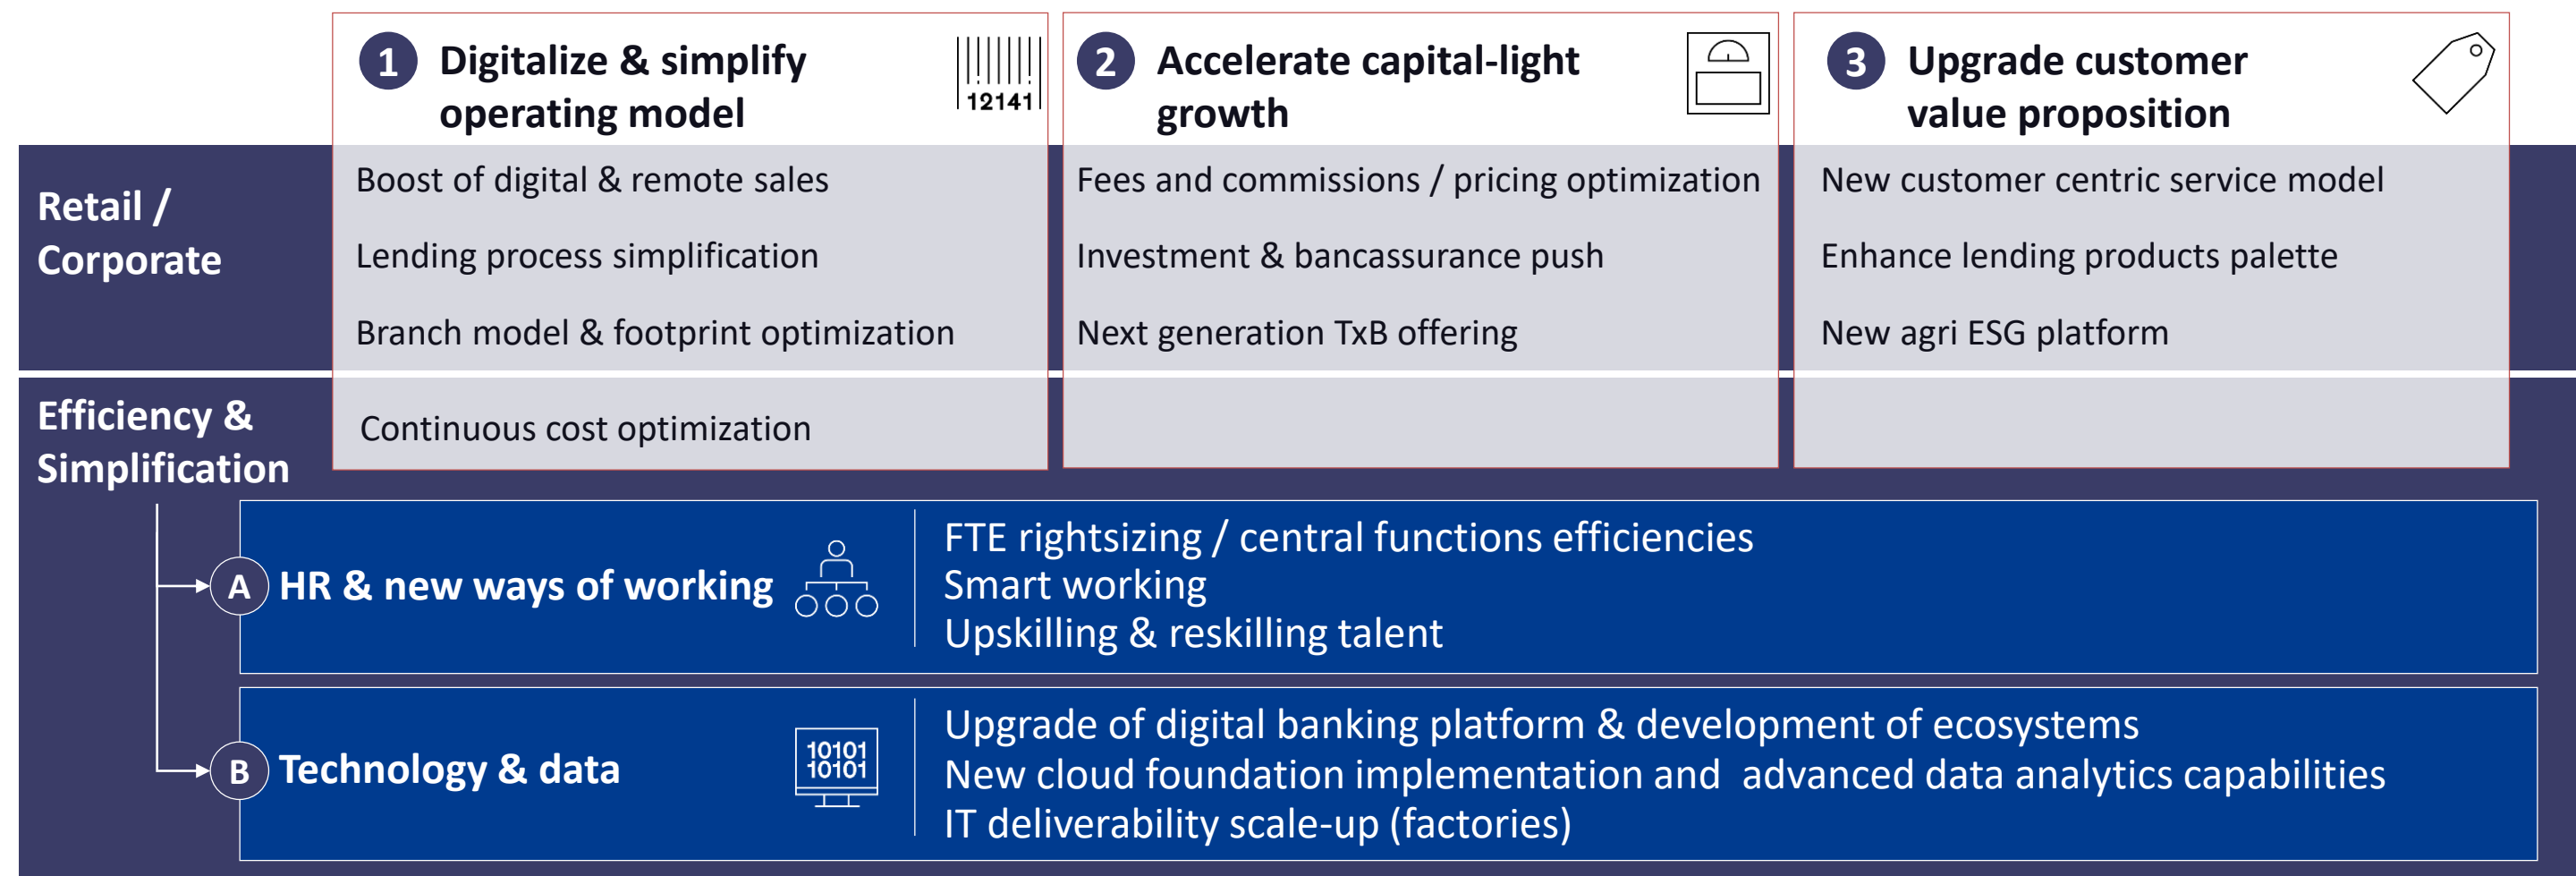 1
Digitalize & simplify
operating model
12141
2
Accelerate capital-light
growth
3
Upgrade customer
value proposition
Retail /
Corporate
Boost of digital & remote sales
Lending process simplification
Branch model & footprint optimization
Fees and commissions / pricing optimization
Investment & bancassurance push
Next generation TxB offering
New customer centric service model
Enhance lending products palette
New agri ESG platform
Efficiency &
Simplification
Continuous cost optimization
A
HR & new ways of working
FTE rightsizing / central functions efficiencies
Smart working
Upskilling & reskilling talent
B
Technology & data
10101
10101
Upgrade of digital banking platform & development of ecosystems
New cloud foundation implementation and  advanced data analytics capabilities
IT deliverability scale-up (factories)